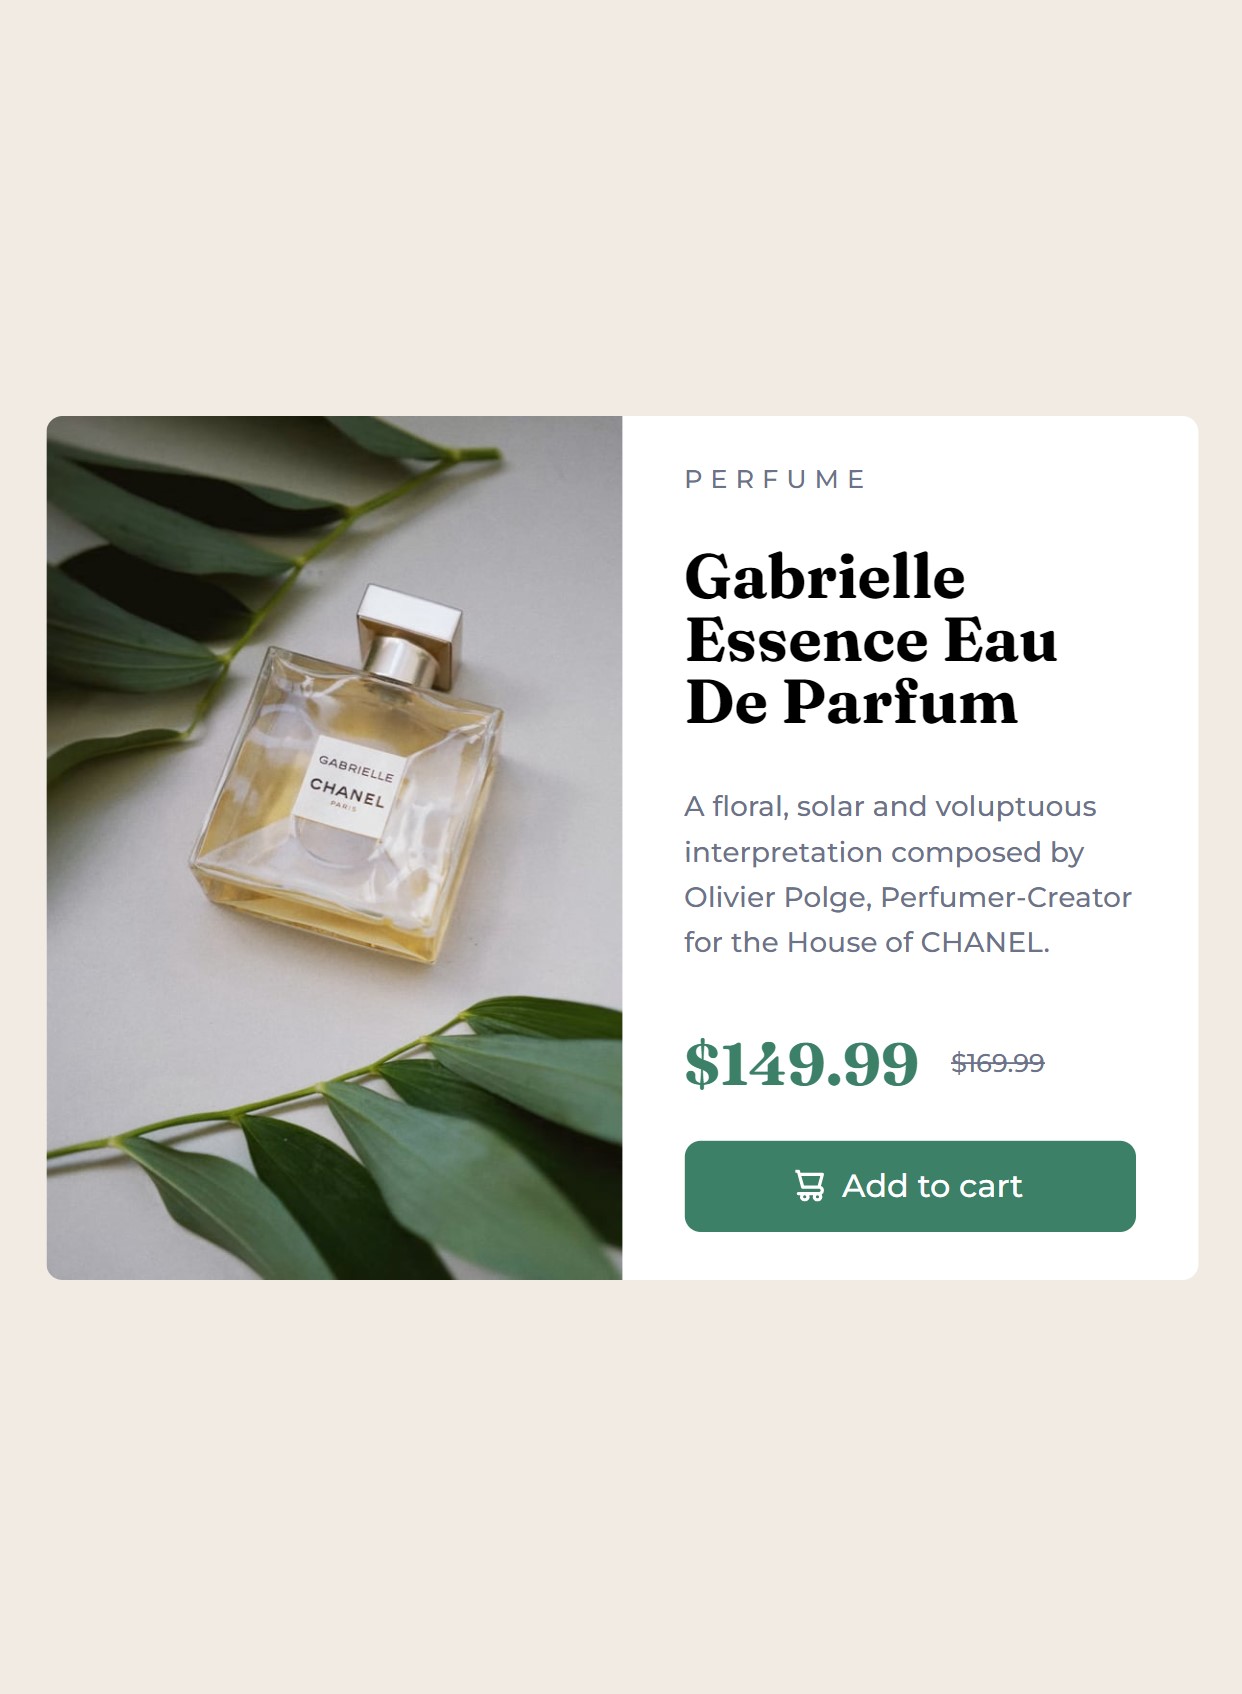 GABRIELLE
CHANEL
PARIS
PERFUME
Gabrielle
Essence Eau
De Parfum
A floral, solar and voluptuous
interpretation composed by
Olivier Polge, Perfumer-Creator
for the House of CHANEL.
$149.99 $169.99
Add to cart